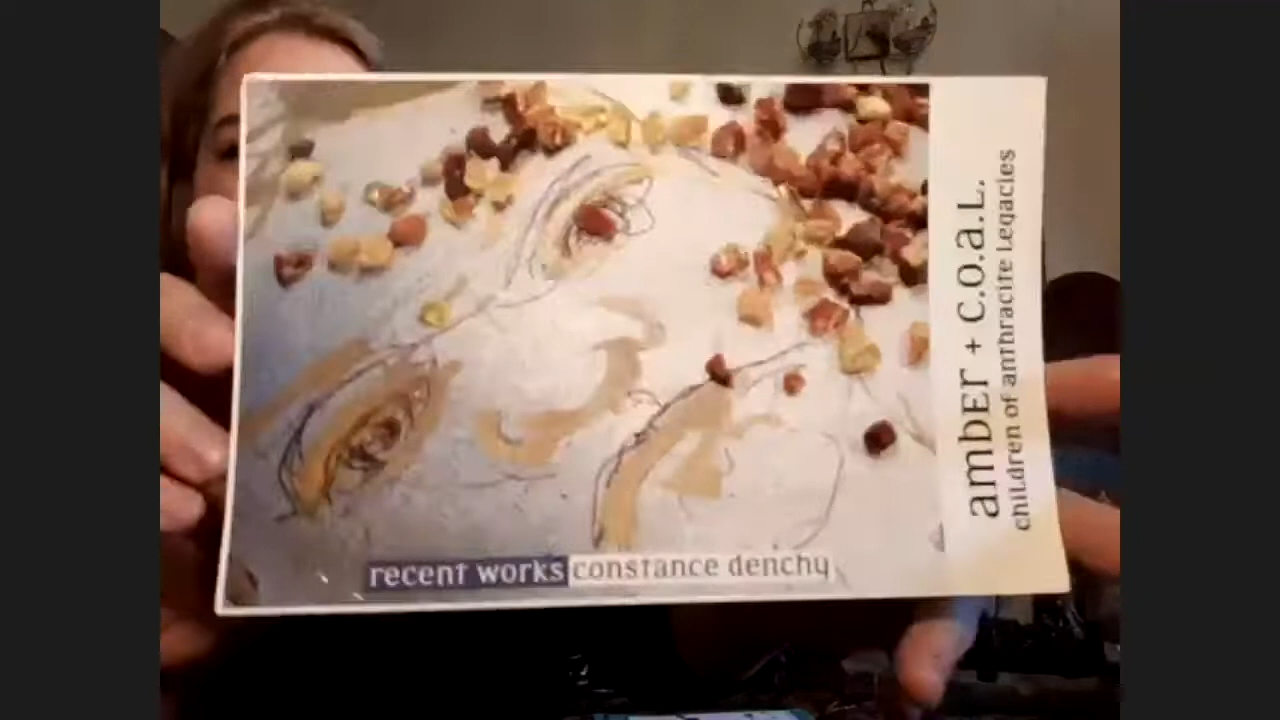 amber + c.o.a.L.
children of anthracite Legacies
recent works constance denchy